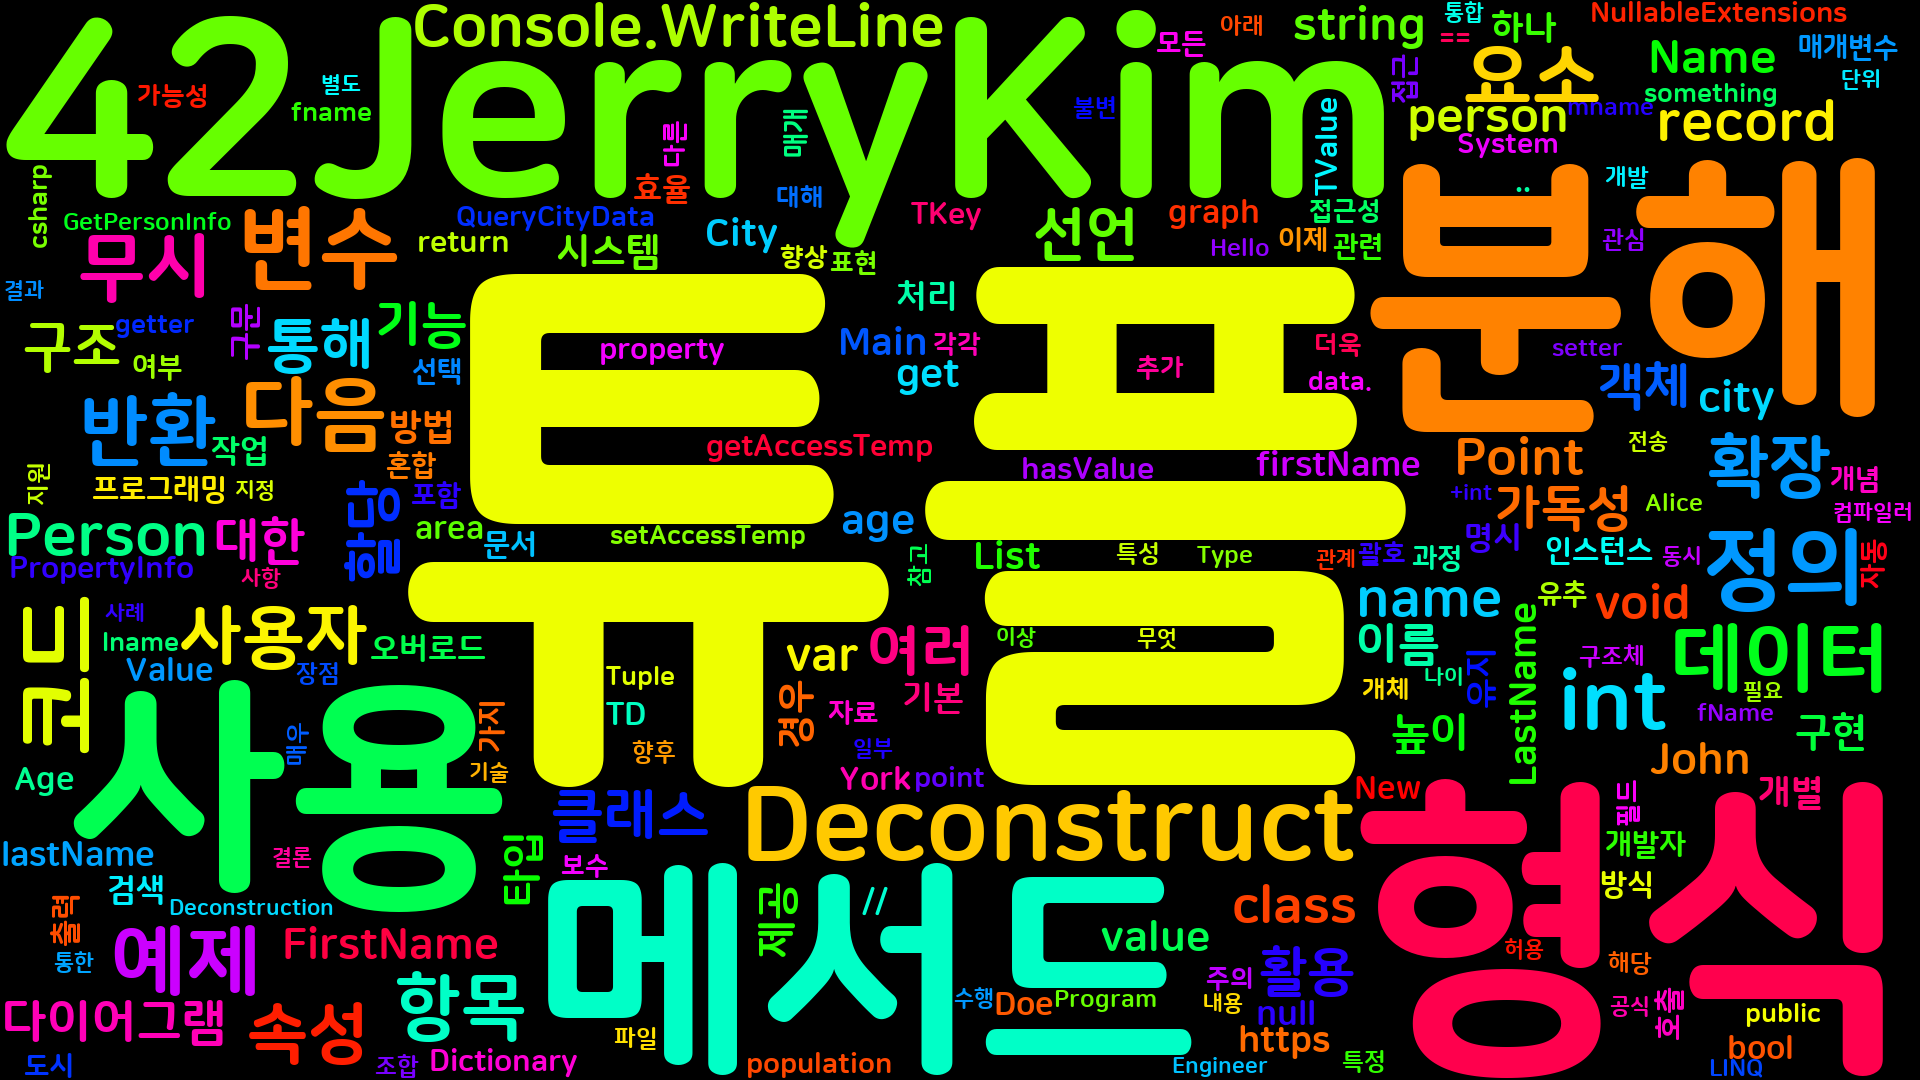 42JerryKim
Console.WriteLine
string
==
통합
하나
NullableExtensions
매개변수
단위
아래
모든
요소
Name
something
가능성
별도
fname
다른
매개
불변
접근
TValue
person
mname
record
System
csharp
효율
대해
..
개발
GetPersonInfo
변수
QueryCityData
return
시스템
City
향상
표현
TKey
선언
graph
Hello
이제
접근성
관련
관심
분해
무시
결과
구조
getter
여부
구문
통해
기능
선택
튜플
property
처리
Main
각각
get
추가
더욱
data.
setter
객체
city
반환
다음
방법
작업
혼합
getAccessTemp
hasValue
firstName
Point
전송
확장
개념
지원
프로그래밍
지정
포함
+int
가독성
Alice
컴파일러
Person
대한
형
area
문서
setAccessTemp
age
List
참고
특성
Type
관계
괄호
과정
명시
인스턴스
동시
정의
자동
PropertyInfo
사항
사례
lname
사용자
오버로드
Value
장점
이상
무엇
var
여러
name
이름
유추
void
나이
개체
유지
LastName
구조체
데이터
필요
int
fName
구현
Tuple
TD
경우
자료
기본
높이
John
Age
사용
봄
가지
기술
향후
일부
York
point
New
필드
개별
클래스
Deconstruct
형식
lastName
결론
검색
타입
보수
Deconstruction
개발자
방식
출력
통한
예제
FirstName
메서드
제공
//
class
value
허용
해당
다이어그램
속성
항목
수행
Doe
Program
주의
활용
내용
null
공식
호출
public
도시
조합
Dictionary
파일
population
https
Engineer
특정
bool
LINQ